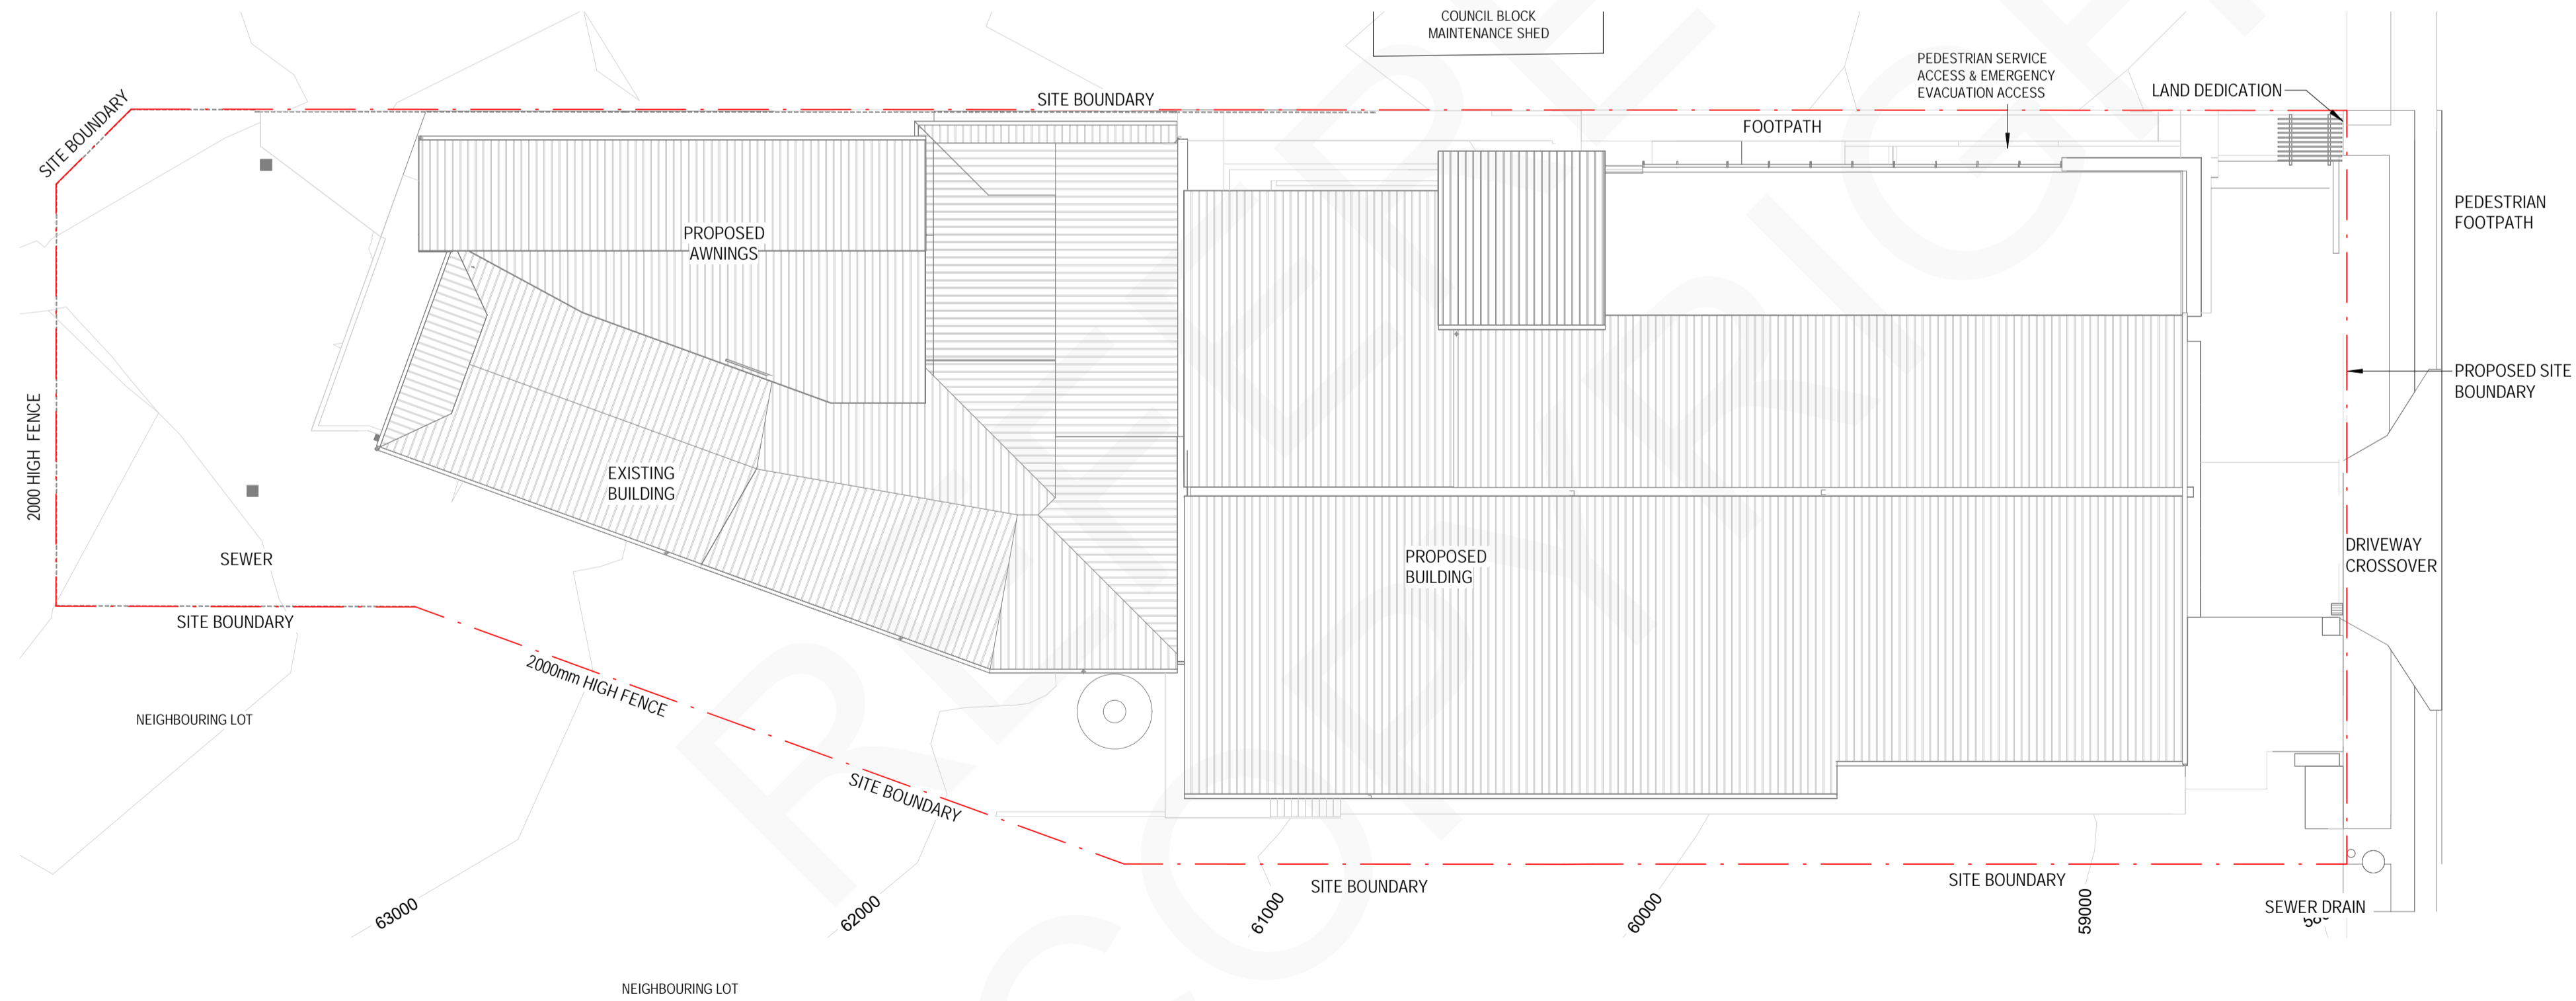 COUNCIL BLOCK
MAINTENANCE SHED
PEDESTRIAN SERVICE
ACCESS & EMERGENCY
EVACUATION ACCESS
LAND DEDICATION
SITE BOUNDARY
SITE BOUNDARY
FOOTPATH
PEDESTRIAN
FOOTPATH
PROPOSED
AWNINGS
PROPOSED SITE
BOUNDARY
2000 HIGH FENCE
EXISTING
BUILDING
SEWER
PROPOSED
BUILDING
DRIVEWAY
CROSSOVER
SITE BOUNDARY
2000mm HIGH FENCE
NEIGHBOURING LOT
SITE BOUNDARY
SITE BOUNDARY
SITE BOUNDARY
63000
62000
61000
60000
59000
SEWER DRAIN
NEIGHBOURING LOT